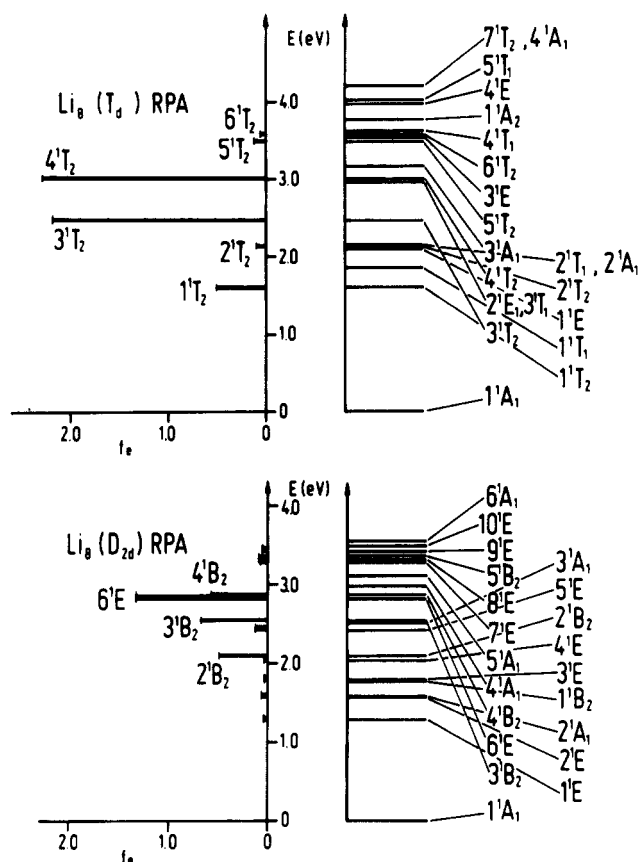 E(eV)
Li₈ (T_d) RPA
4.0
3.0
2.0
1.0
0
6¹T₂
5¹T₂
4¹T₂
3¹T₂
2¹T₂
1¹T₂
2.0 1.0 0
f_e
7¹T₂, 4¹A₁
5¹T₁
4¹E
1¹A₂
4¹T₁
6¹T₂
3¹E
5¹T₂
3¹A₁
4¹T₂
2¹E₁, 3¹T₁
3¹T₂
2¹T₁, 2¹A₁
2¹T₂
1¹E
1¹T₁
1¹T₂
1¹A₁
E(eV)
Li₈ (D₂d) RPA
4.0
3.0
2.0
1.0
0
4¹B₂
6¹E
3¹B₂
2¹B₂
2.0 1.0 0
f_e
6¹A₁
10¹E
9¹E
5¹B₂
8¹E
7¹E
5¹A₁
4¹A₁
4¹B₂
6¹E
3¹B₂
3¹A₁
5¹E
2¹B₂
4¹E
3¹E
1¹B₂
2¹A₁
2¹E
1¹E
1¹A₁